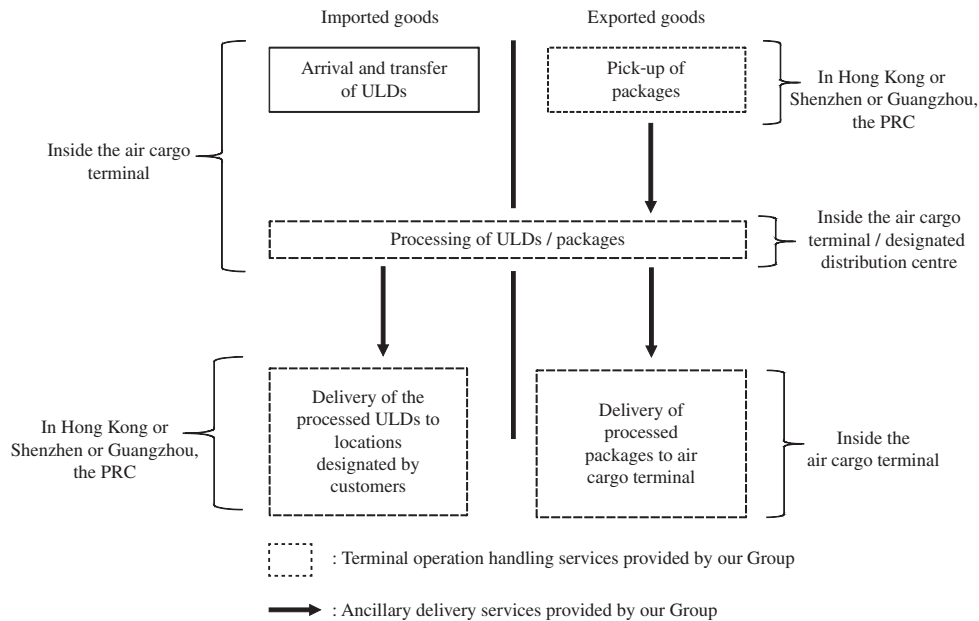 Imported goods
Exported goods
Arrival and transfer
of ULDs
Pick-up of
packages
In Hong Kong or
Shenzhen or Guangzhou,
the PRC
Inside the air cargo
terminal
Processing of ULDs / packages
Inside the air cargo
terminal / designated
distribution centre
In Hong Kong or
Shenzhen or Guangzhou,
the PRC
Delivery of the
processed ULDs to
locations
designated by
customers
Delivery of
processed
packages to air
cargo terminal
Inside the
air cargo terminal
: Terminal operation handling services provided by our Group
: Ancillary delivery services provided by our Group